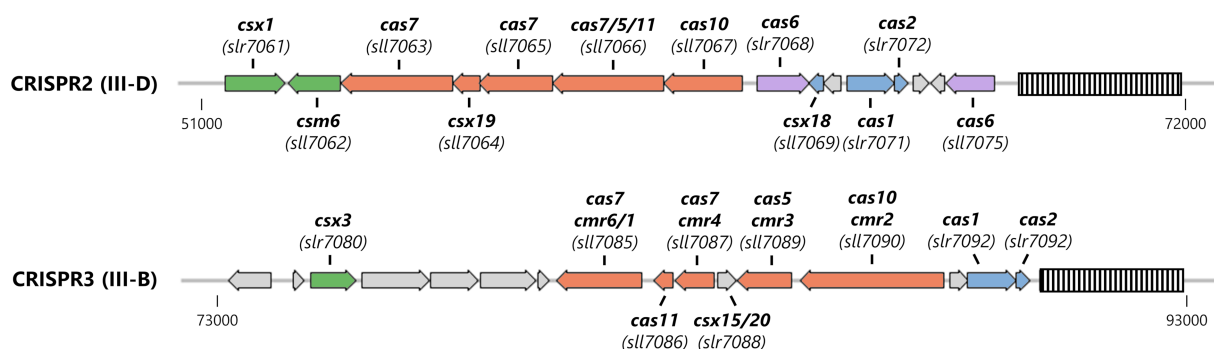 csx1 cas7 cas7 cas7/5/11 cas10 cas6 cas2
(slr7061) (sll7063) (sll7065) (sll7066) (sll7067) (slr7068) (slr7072)
CRISPR2 (III-D)
51000 csm6 csx19 csx18 cas1 cas6 72000
(sll7062) (sll7064) (sll7069) (slr7071) (sll7075)
cas7 cas7 cas5 cas10
csx3 cmr6/1 cmr4 cmr3 cmr2 cas1 cas2
(slr7080) (sll7085) (sll7087) (sll7089) (sll7090) (slr7092) (slr7092)
CRISPR3 (III-B)
73000 cas11 csx15/20 93000
(sll7086) (slr7088)